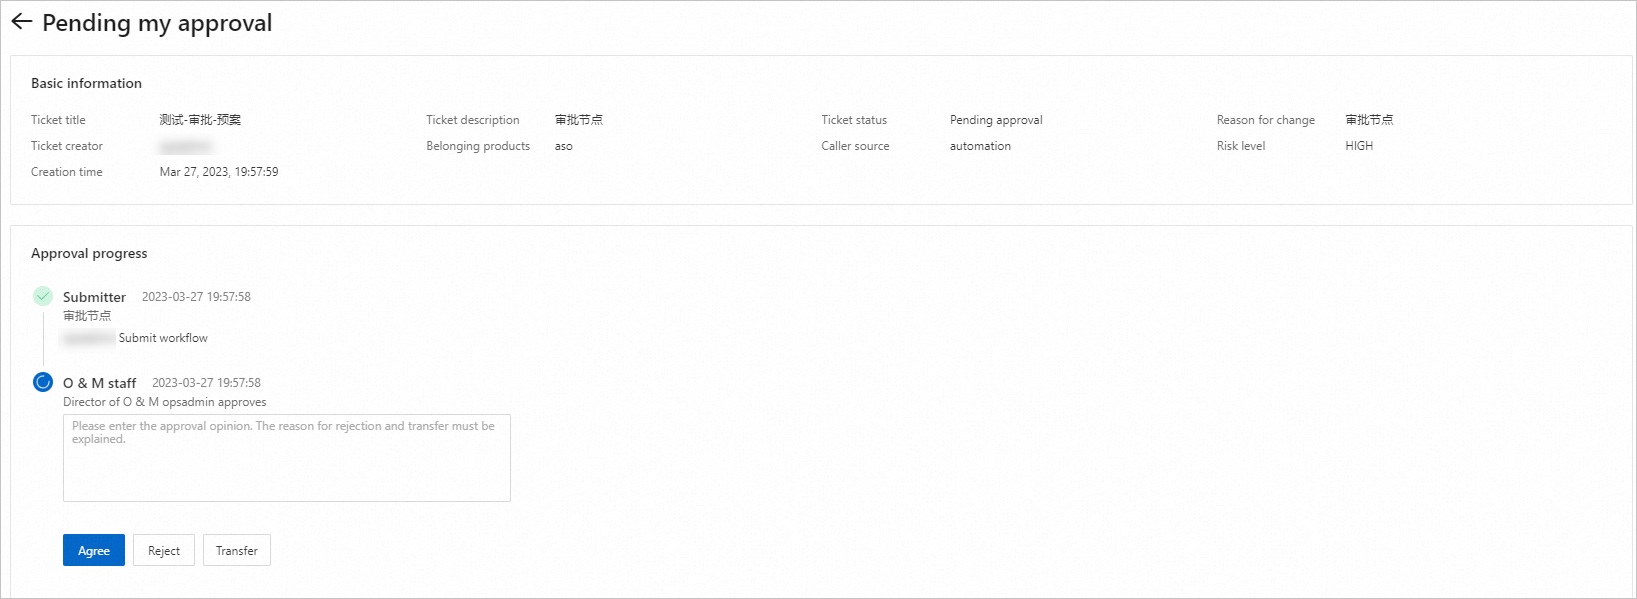 Pending my approval
Basic information
Ticket title 测试-审批-预案 Ticket description 审批节点 Ticket status Pending approval Reason for change 审批节点
Ticket creator Belonging products aso Caller source automation Risk level HIGH
Creation time Mar 27, 2023, 19:57:59
Approval progress
Submitter 2023-03-27 19:57:58
审批节点
Submit workflow
O & M staff 2023-03-27 19:57:58
Director of O & M opsadmin approves
Please enter the approval opinion. The reason for rejection and transfer must be
explained.
Agree Reject Transfer